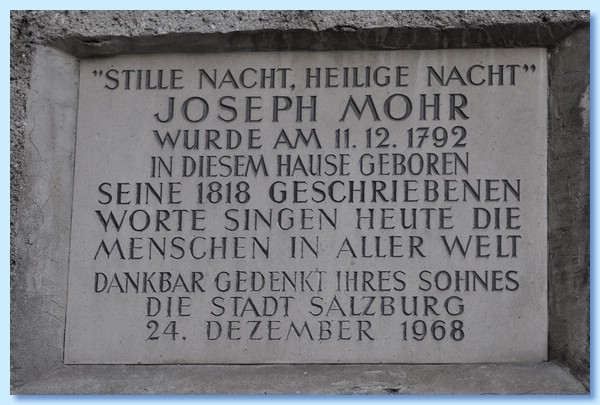 "STILLE NACHT, HEILIGE NACHT"
JOSEPH MOHR
WURDE AM 11. 12. 1792
IN DIESEM HAUSE GEBOREN
SEINE 1818 GESCHRIEBENEN
WORTE SINGEN HEUTE DIE
MENSCHEN IN ALLER WELT
DANKBAR GEDENKT IHRES SOHNES
DIE STADT SALZBURG
24. DEZEMBER 1968